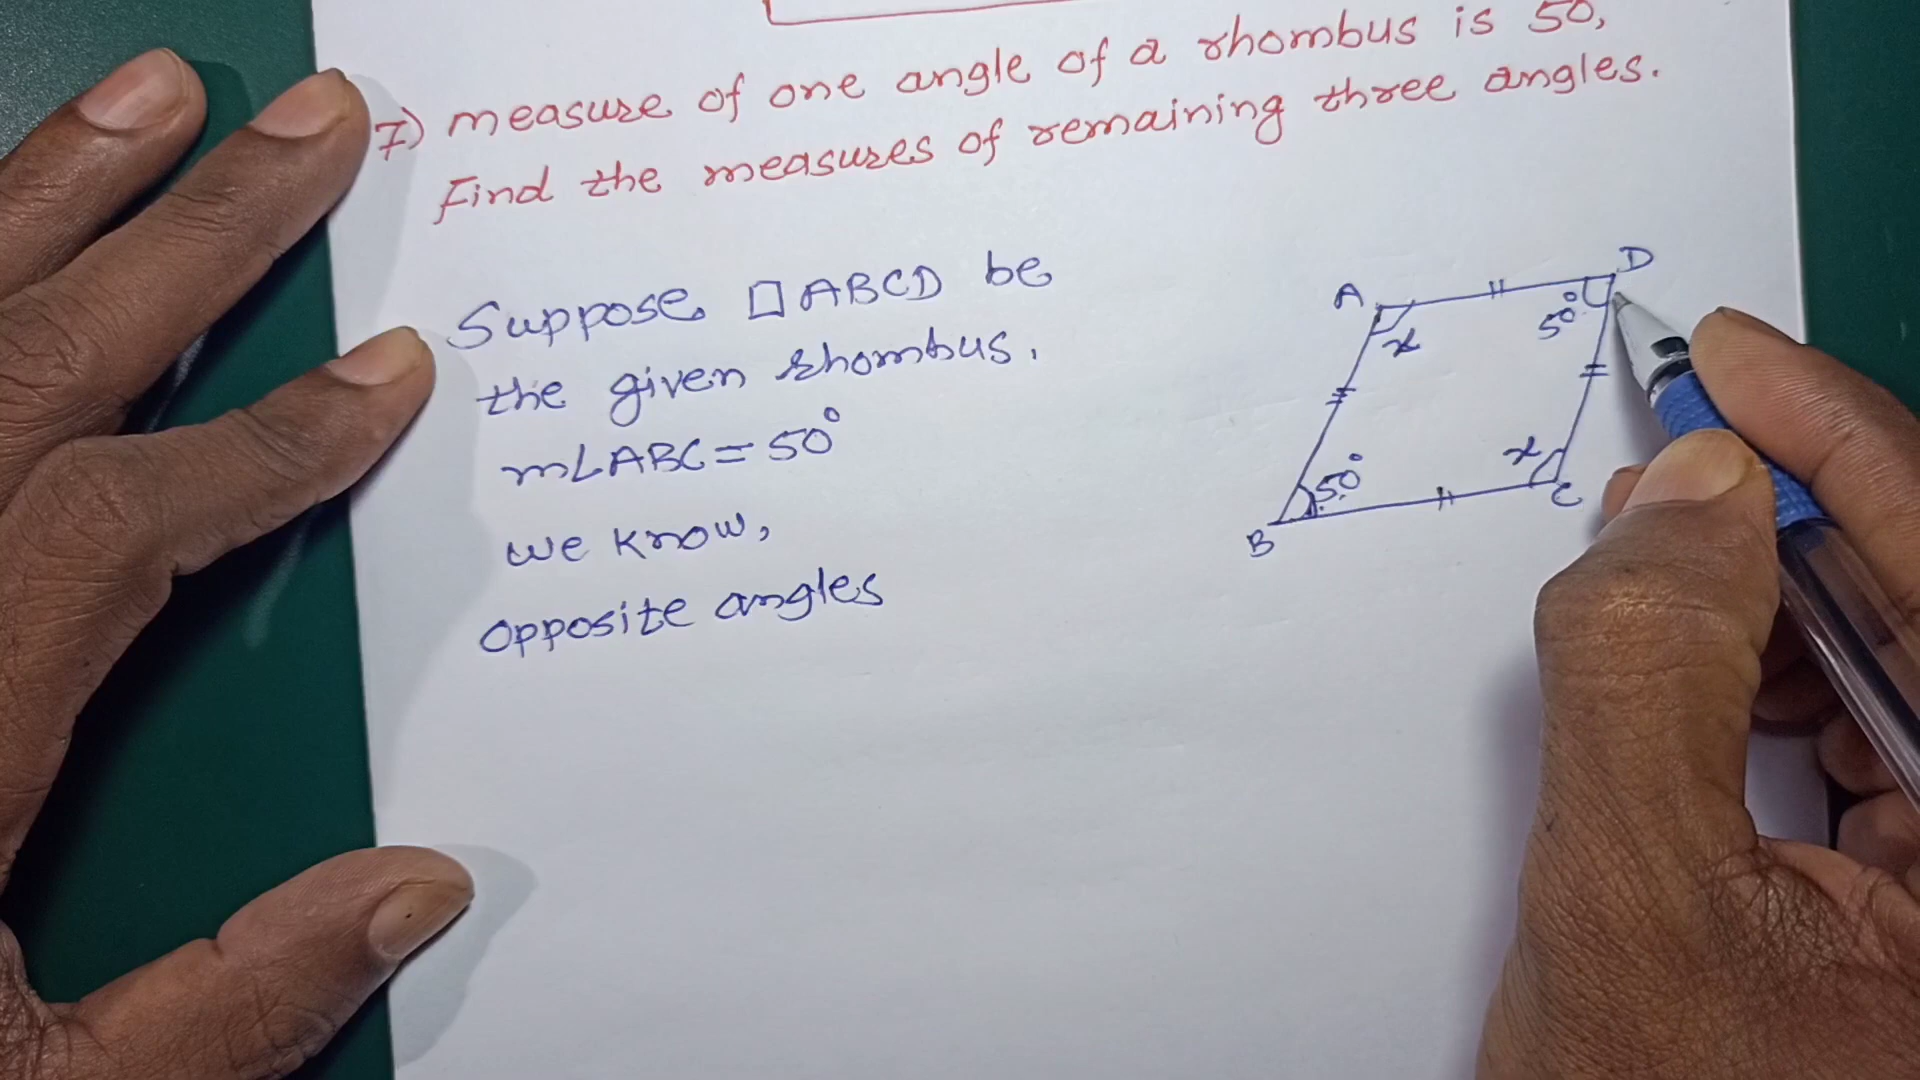 7) measure of one angle of a rhombus is 50,
Find the measures of remaining three angles.
Suppose □ABCD be
the given rhombus.
m∠ABC = 50°
we know,
opposite angles
A
D
x
50°
x
50°
C
B